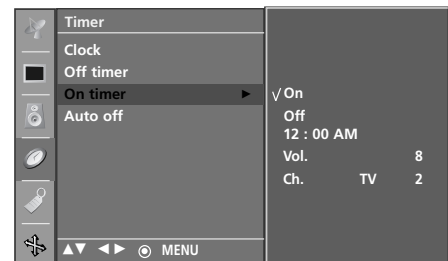 Timer
Clock
Off timer
On timer ►
Auto off
▲▼ ◄► ⦿ MENU
√ On
Off
12 : 00 AM
Vol. 8
Ch. TV 2